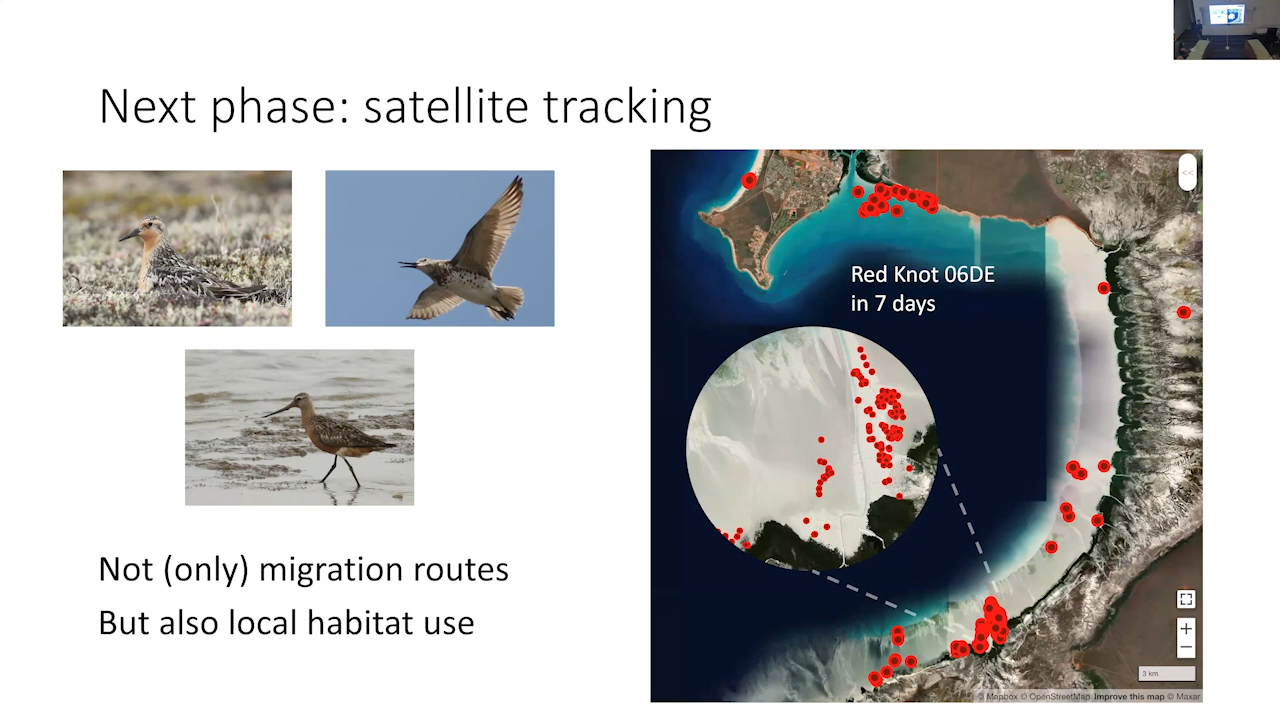 Next phase: satellite tracking
<<
Red Knot 06DE
in 7 days
Not (only) migration routes
But also local habitat use
+
−
3 km
© Mapbox © OpenStreetMap Improve this map © Maxar